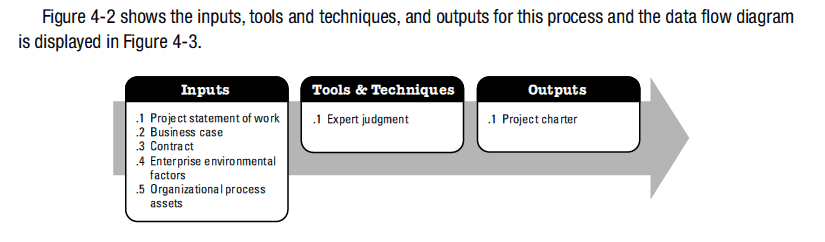 Figure 4-2 shows the inputs, tools and techniques, and outputs for this process and the data flow diagram
is displayed in Figure 4-3.
Inputs
.1 Project statement of work
.2 Business case
.3 Contract
.4 Enterprise environmental
factors
.5 Organizational process
assets
Tools & Techniques
.1 Expert judgment
Outputs
.1 Project charter